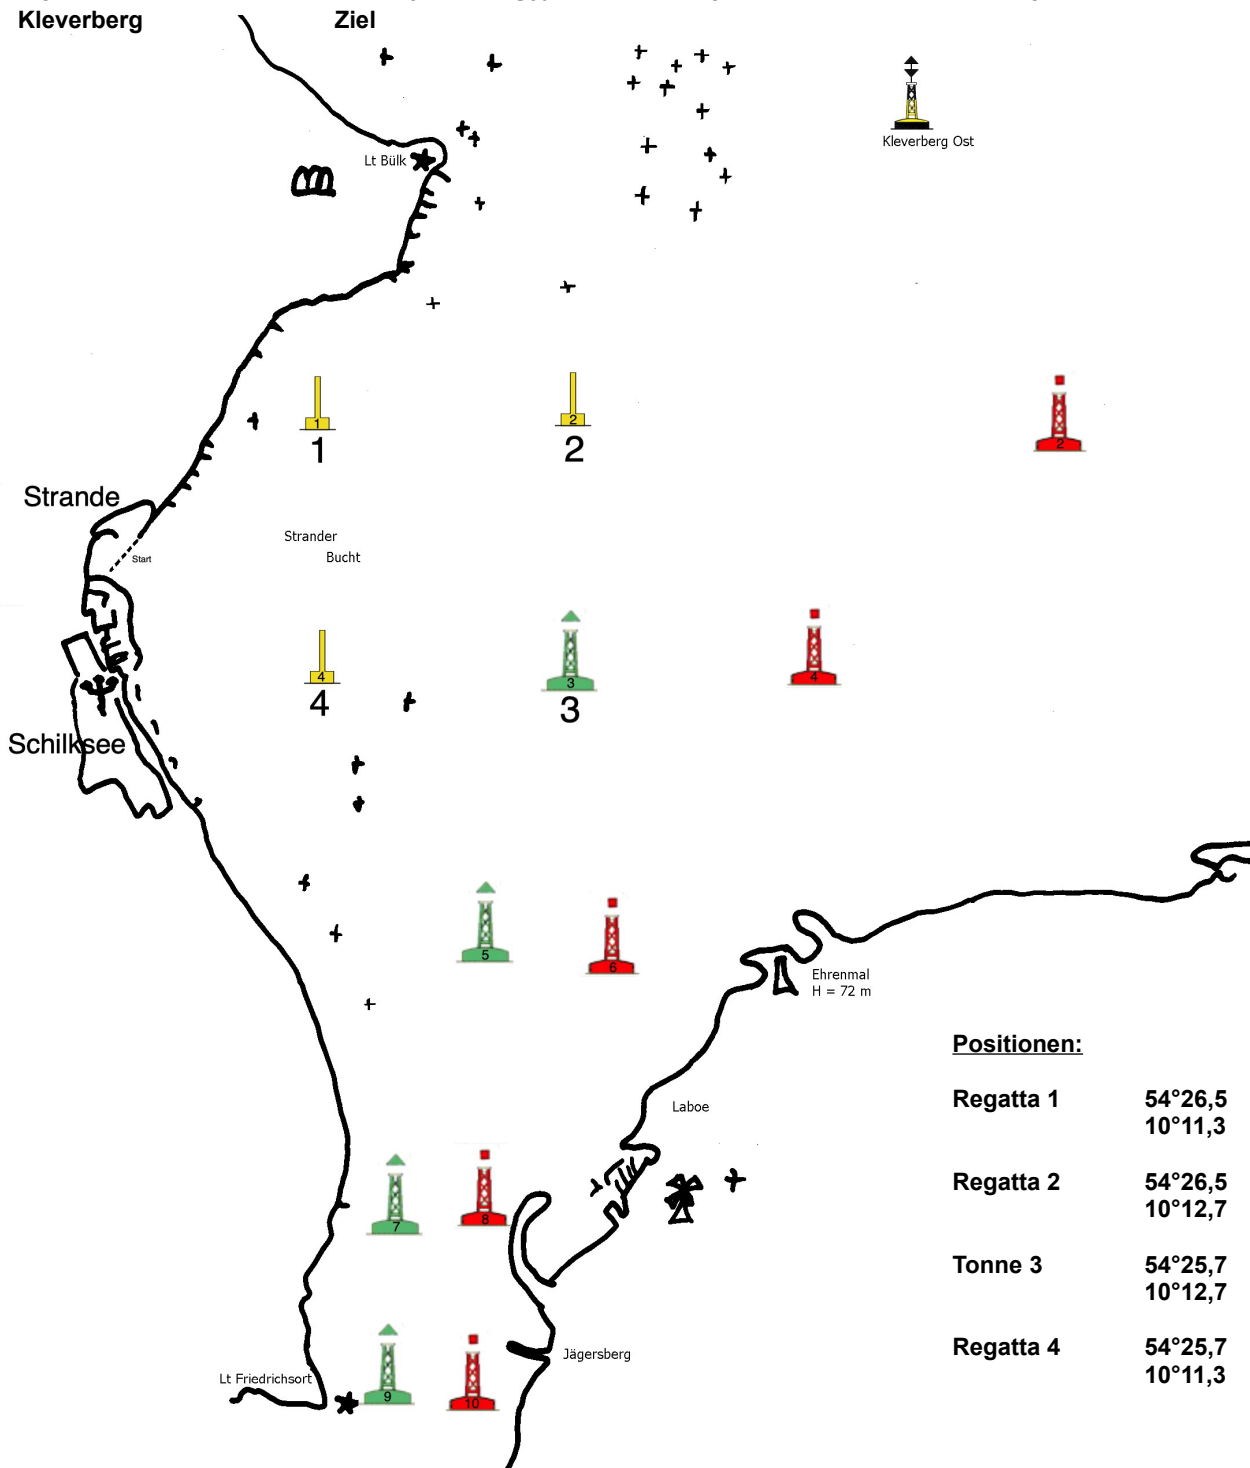 Kleverberg Ziel
Kleverberg Ost
Lt Bülk
1
2
2
1
2
Strande
Strander
Bucht
Start
4
3
4
4
3
Schilksee
5
6
Ehrenmal
H = 72 m
Positionen:
Regatta 1 54°26,5
10°11,3
Laboe
Regatta 2 54°26,5
10°12,7
7
8
Tonne 3 54°25,7
10°12,7
Regatta 4 54°25,7
10°11,3
Jägersberg
Lt Friedrichsort
9
10